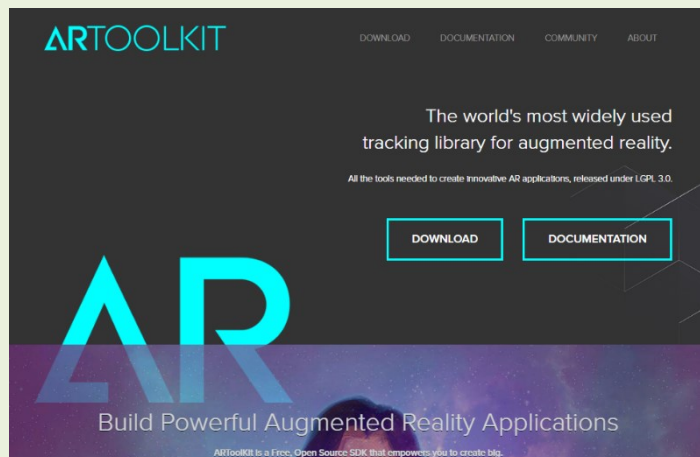 ARTOOLKIT
DOWNLOAD DOCUMENTATION COMMUNITY ABOUT
The world's most widely used
tracking library for augmented reality.
All the tools needed to create innovative AR applications, released under LGPL 3.0.
DOWNLOAD DOCUMENTATION
AR
Build Powerful Augmented Reality Applications
ARToolKit is a Free, Open Source SDK that empowers you to create big.